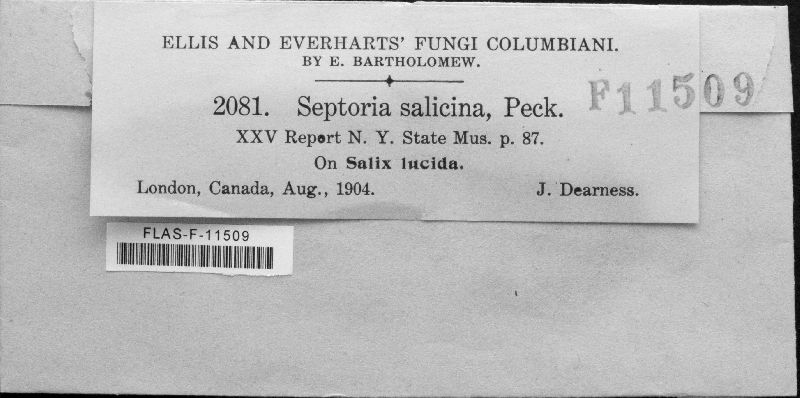 ELLIS AND EVERHARTS' FUNGI COLUMBIANI.
BY E. BARTHOLOMEW.
2081. Septoria salicina, Peck.
F11509
XXV Report N. Y. State Mus. p. 87.
On Salix lucida.
London, Canada, Aug., 1904. J. Dearness.
FLAS-F-11509